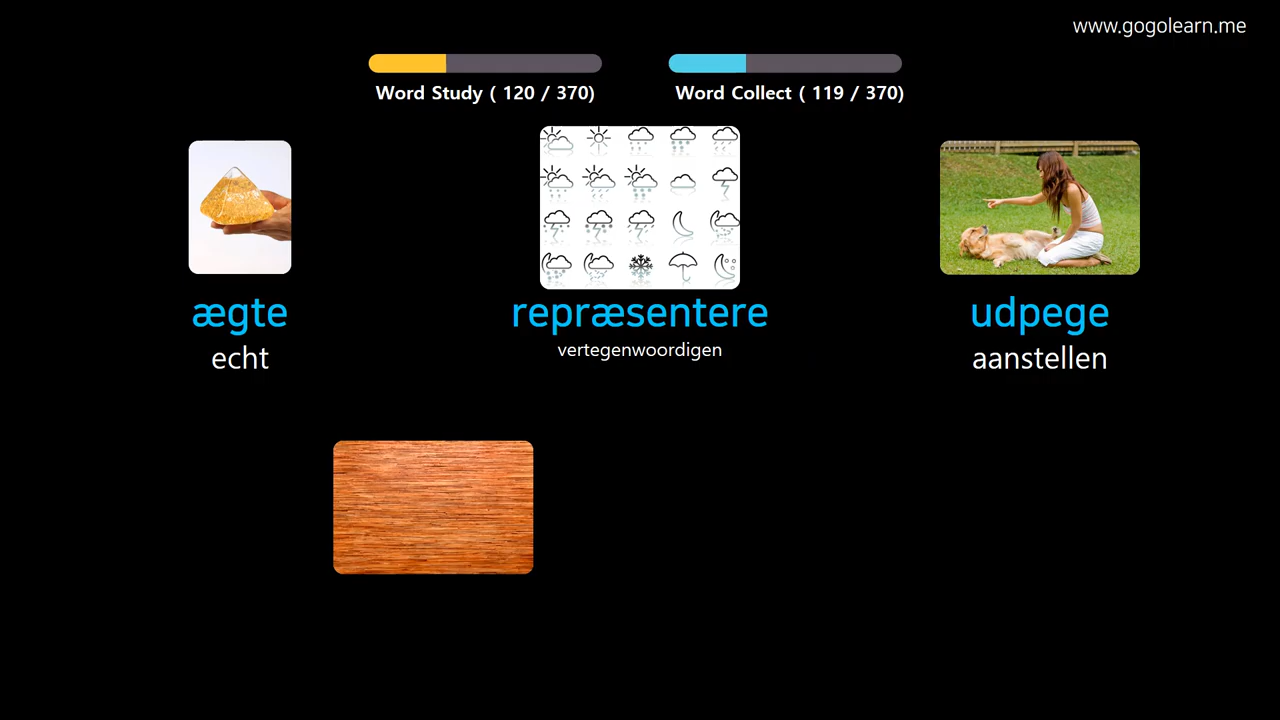 www.gogolearn.me
Word Study ( 120 / 370)
Word Collect ( 119 / 370)
ægte
repræsentere
udpege
echt
vertegenwoordigen
aanstellen